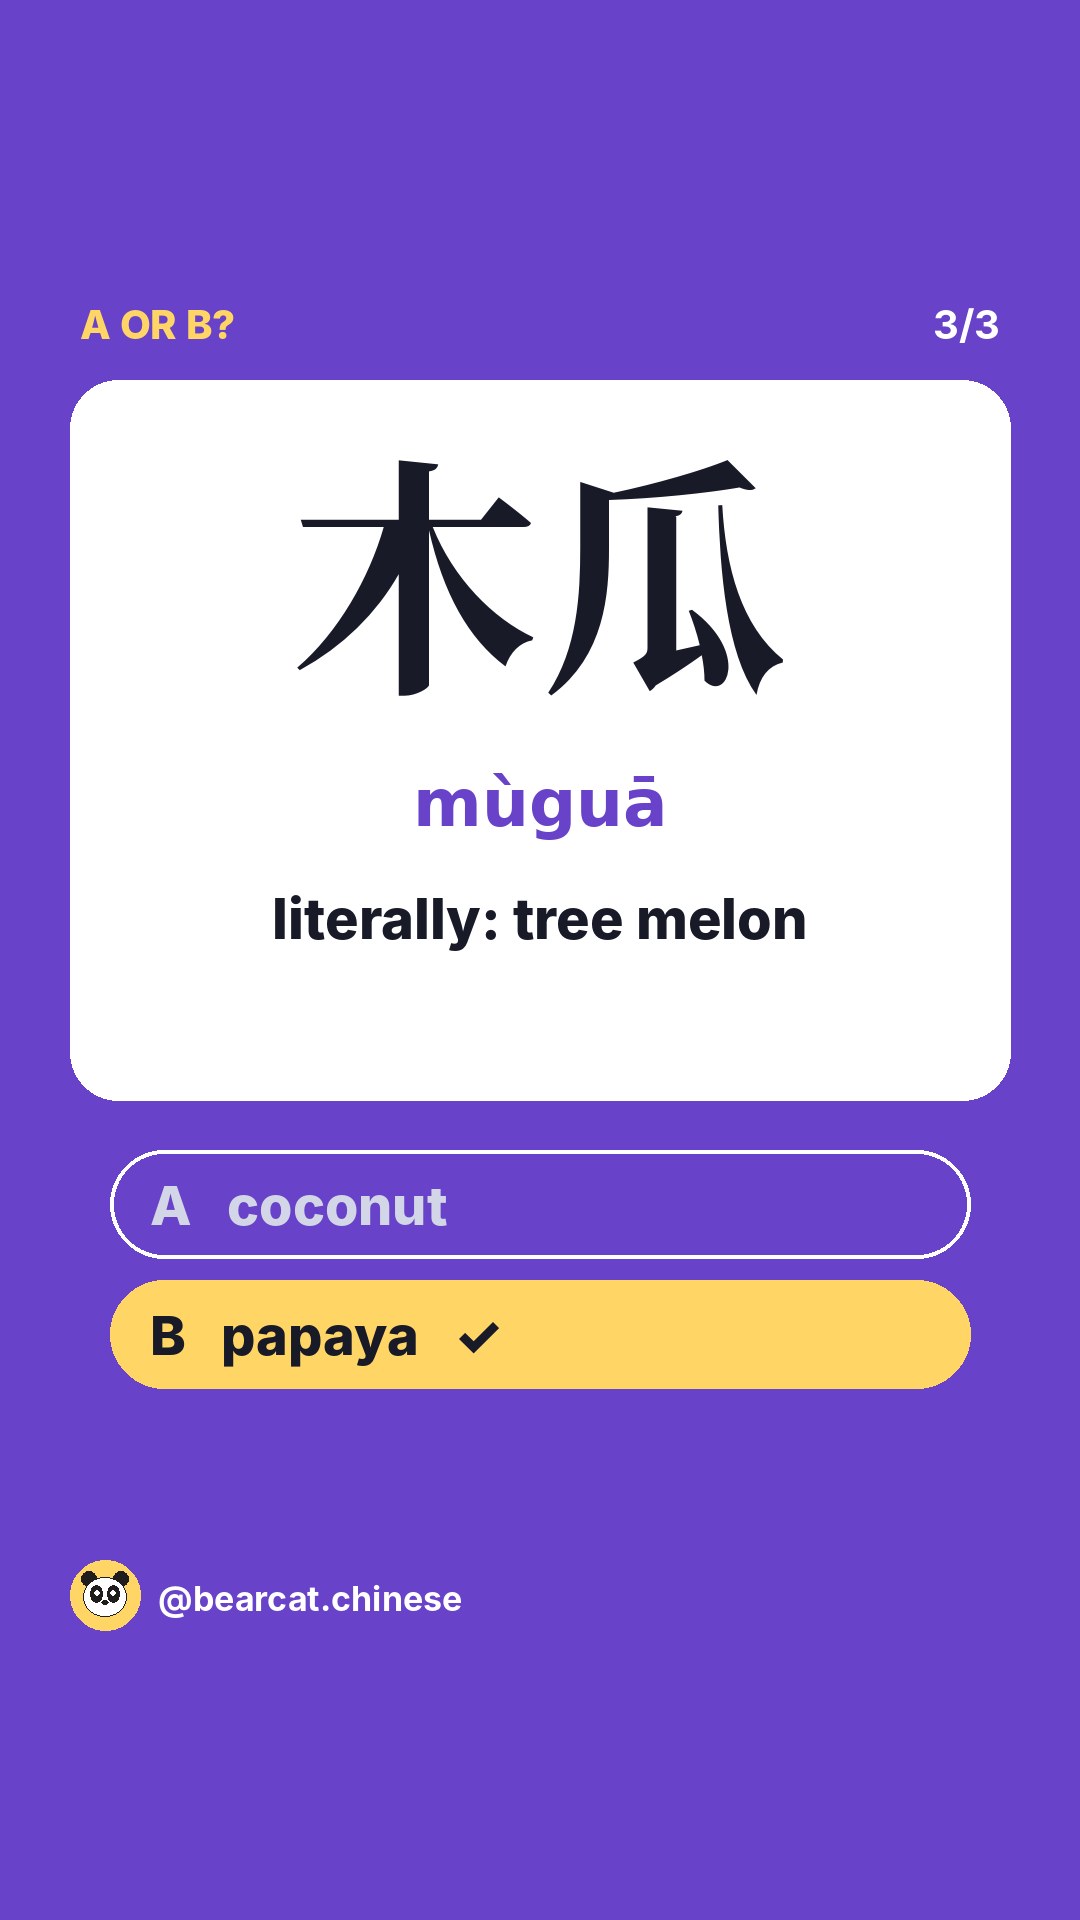 A OR B?
3/3
木瓜
mùguā
literally: tree melon
A coconut
B papaya ✓
@bearcat.chinese